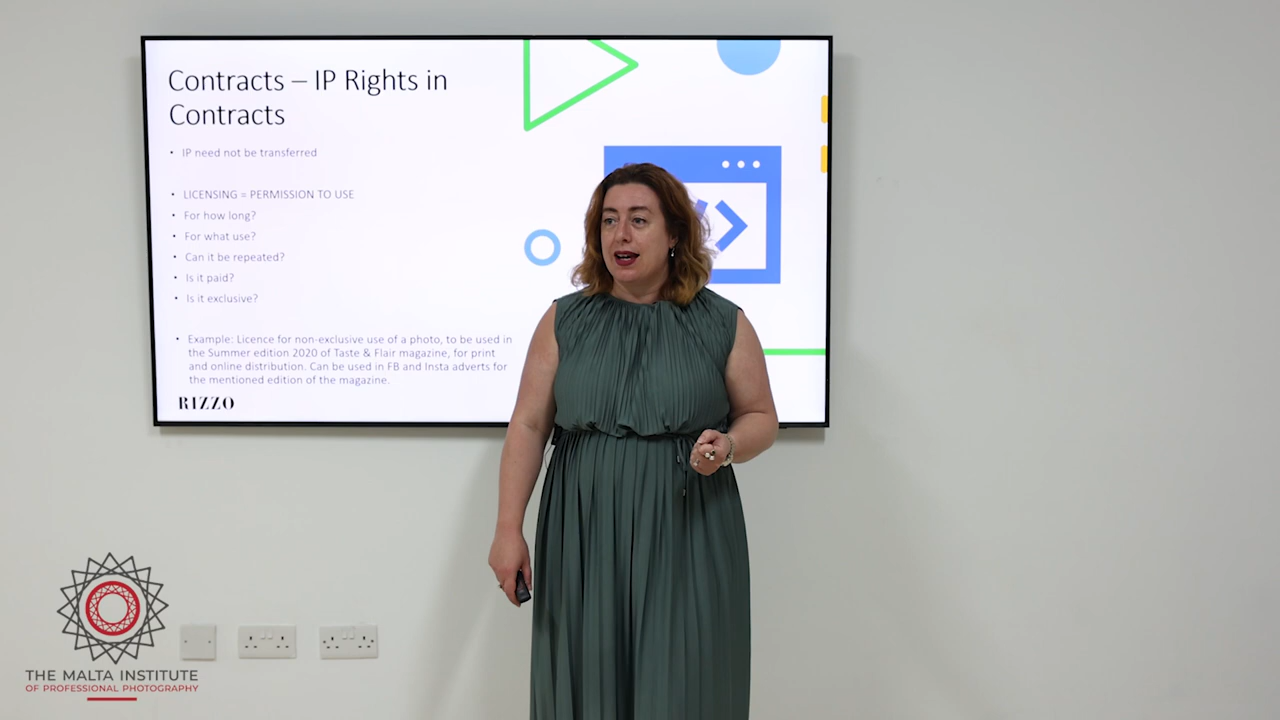 Contracts – IP Rights in
Contracts
• IP need not be transferred
• LICENSING = PERMISSION TO USE
• For how long?
• For what use?
• Can it be repeated?
• Is it paid?
• Is it exclusive?
• Example: Licence for non-exclusive use of a photo, to be used in
the Summer edition 2020 of Taste & Flair magazine, for print
and online distribution. Can be used in FB and Insta adverts for
the mentioned edition of the magazine.
RIZZO
THE MALTA INSTITUTE
OF PROFESSIONAL PHOTOGRAPHY